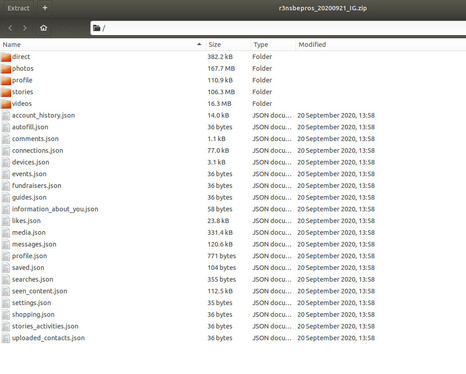 Extract + r3nsbepros_20200921_IG.zip
/
Name Size Type Modified
direct 382.2 kB Folder
photos 167.7 MB Folder
profile 110.9 kB Folder
stories 106.3 MB Folder
videos 16.3 MB Folder
account_history.json 14.0 kB JSON docu... 20 September 2020, 13:58
autofill.json 36 bytes JSON docu... 20 September 2020, 13:58
comments.json 1.1 kB JSON docu... 20 September 2020, 13:58
connections.json 77.0 kB JSON docu... 20 September 2020, 13:58
devices.json 3.1 kB JSON docu... 20 September 2020, 13:58
events.json 36 bytes JSON docu... 20 September 2020, 13:58
fundraisers.json 36 bytes JSON docu... 20 September 2020, 13:58
guides.json 36 bytes JSON docu... 20 September 2020, 13:58
information_about_you.json 58 bytes JSON docu... 20 September 2020, 13:58
likes.json 23.8 kB JSON docu... 20 September 2020, 13:58
media.json 331.4 kB JSON docu... 20 September 2020, 13:58
messages.json 120.6 kB JSON docu... 20 September 2020, 13:58
profile.json 771 bytes JSON docu... 20 September 2020, 13:58
saved.json 104 bytes JSON docu... 20 September 2020, 13:58
searches.json 355 bytes JSON docu... 20 September 2020, 13:58
seen_content.json 112.5 kB JSON docu... 20 September 2020, 13:58
settings.json 35 bytes JSON docu... 20 September 2020, 13:58
shopping.json 36 bytes JSON docu... 20 September 2020, 13:58
stories_activities.json 36 bytes JSON docu... 20 September 2020, 13:58
uploaded_contacts.json 36 bytes JSON docu... 20 September 2020, 13:58